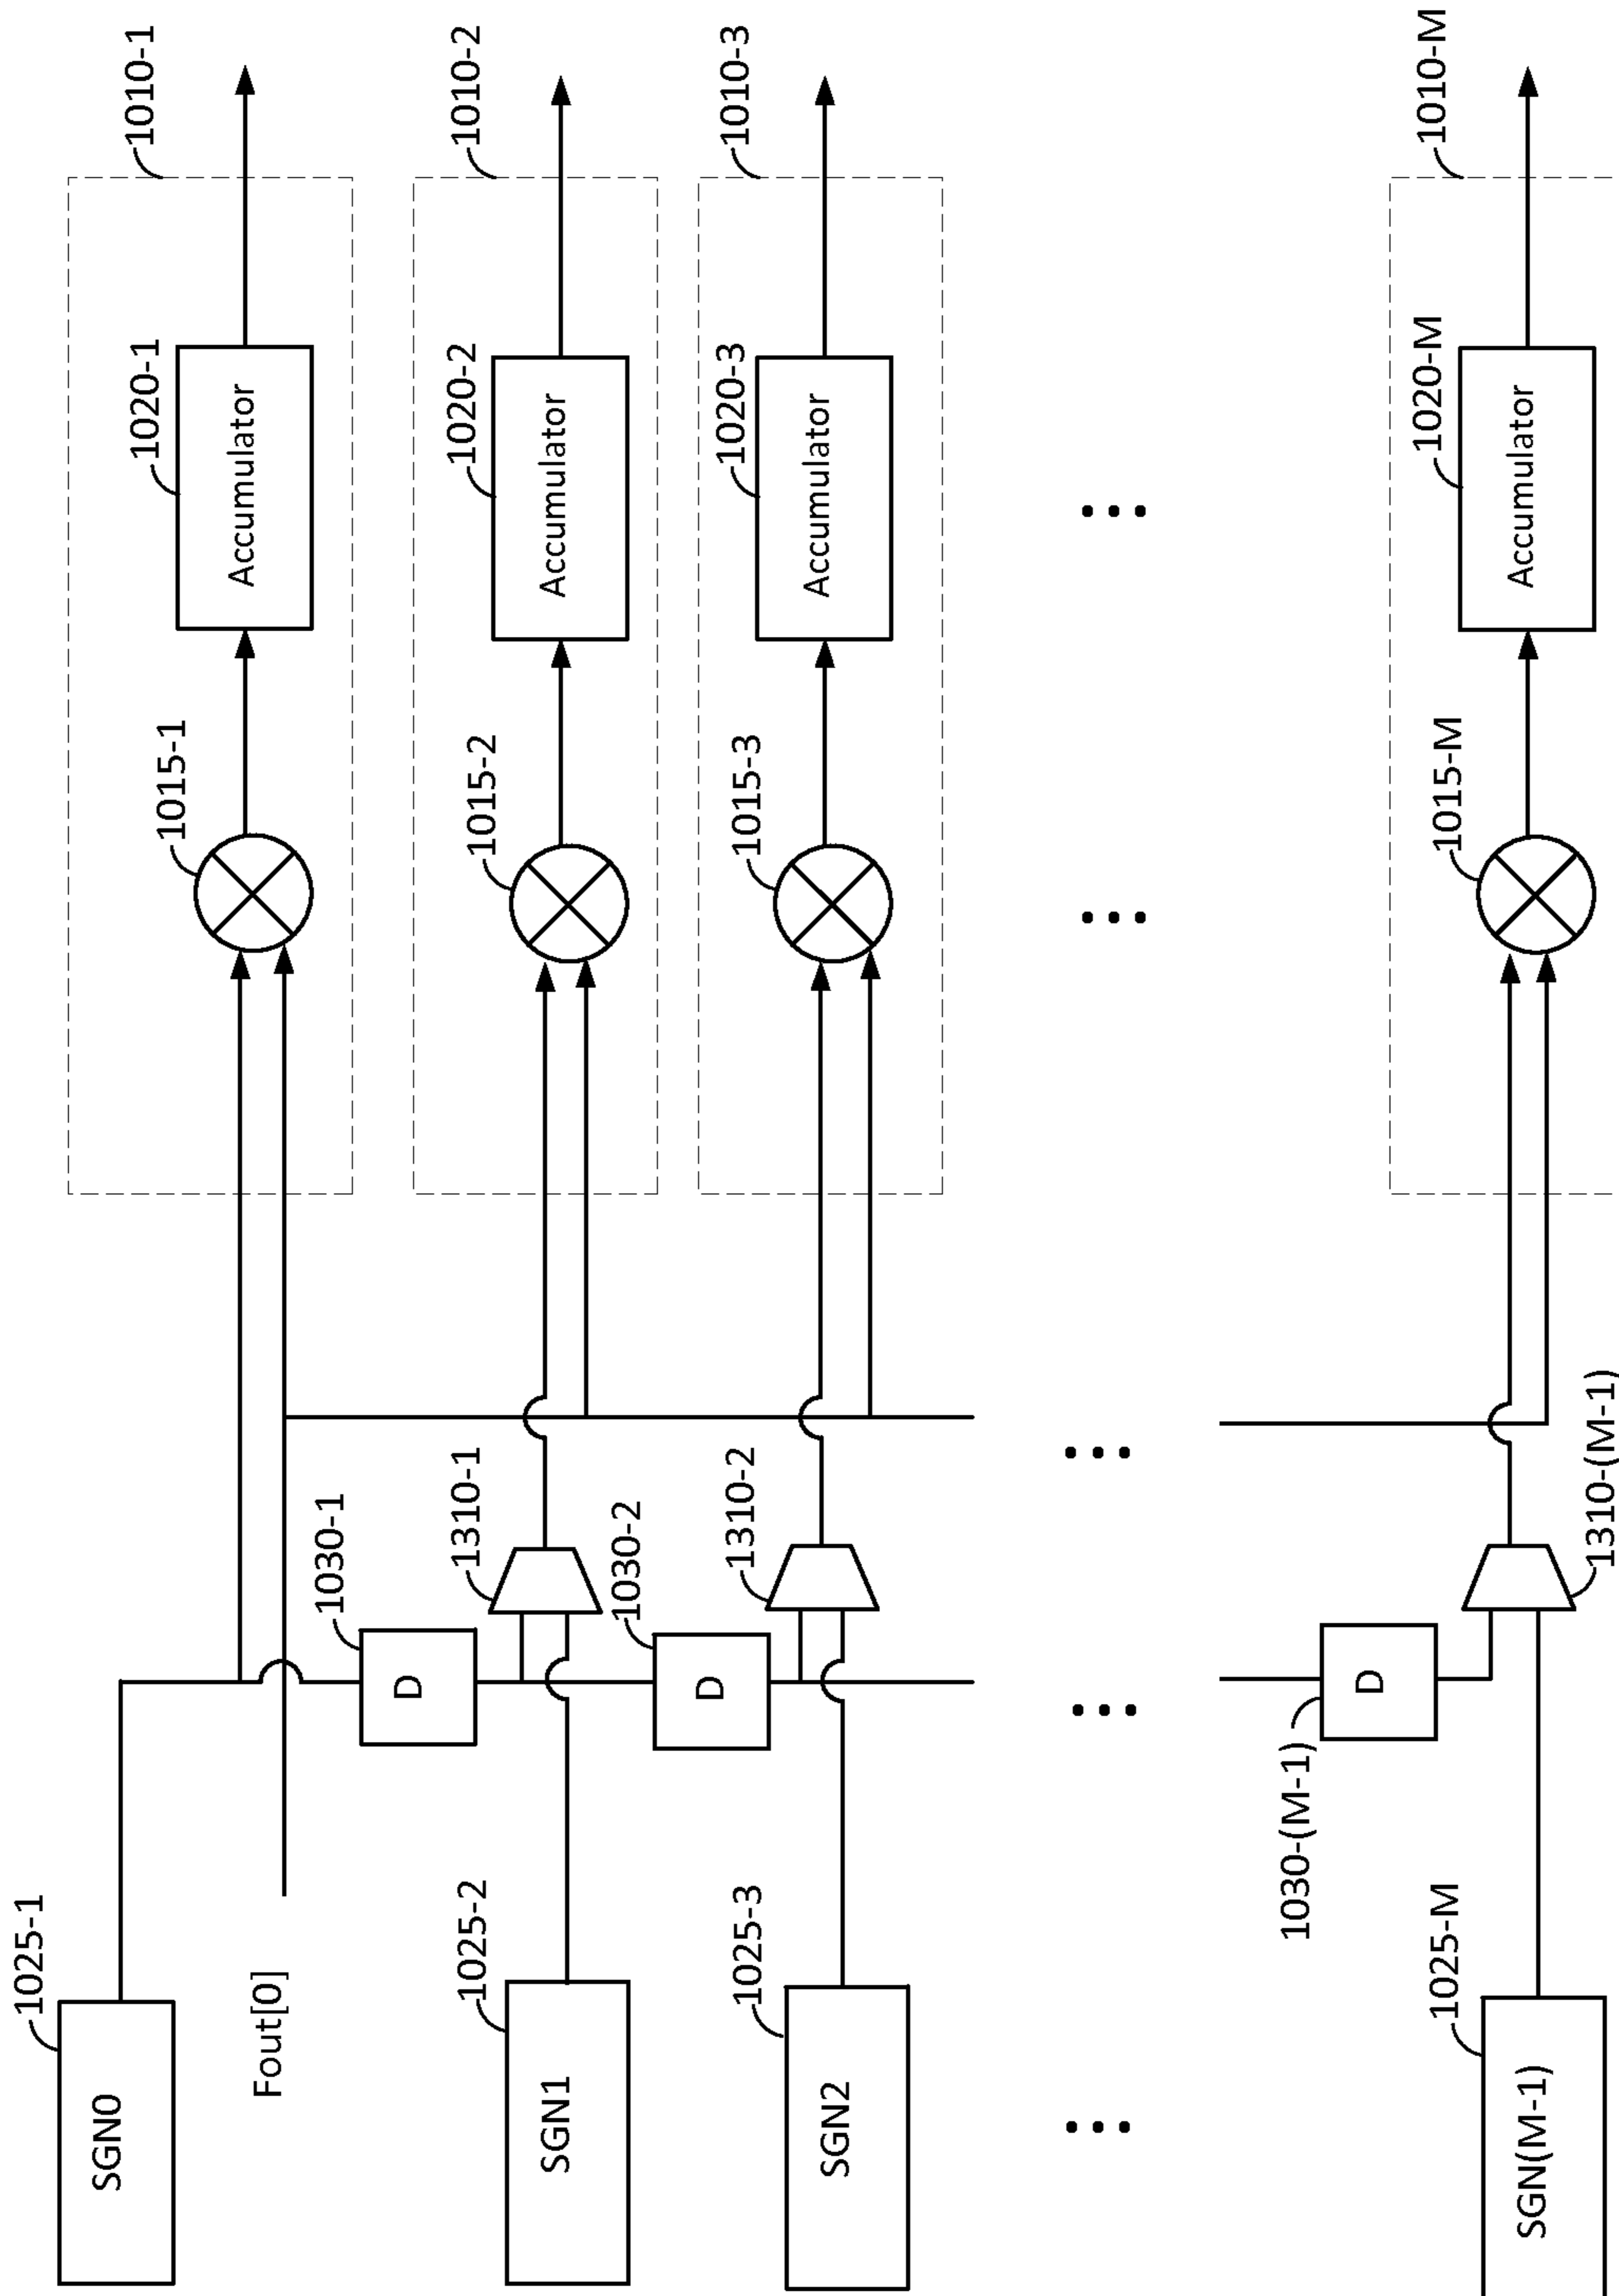 1010-1
1020-1
Accumulator
1015-1
1025-1
SGN0
Fout[0]
1030-1
1010-2
1020-2
Accumulator
1015-2
1310-1
1025-2
SGN1
1030-2
1010-3
1020-3
Accumulator
1015-3
1310-2
1025-3
SGN2
...
...
...
...
...
D
D
D
1030-(M-1)
1010-M
1020-M
Accumulator
1015-M
1310-(M-1)
1025-M
SGN(M-1)